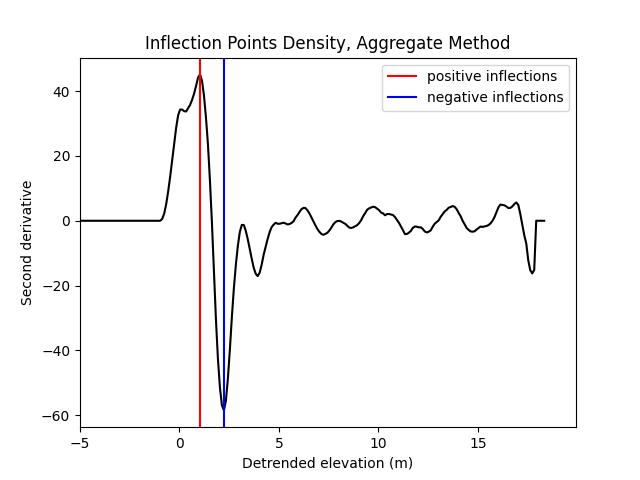 Inflection Points Density, Aggregate Method
positive inflections
negative inflections
40
20
0
−20
−40
−60
Second derivative
−5
0
5
10
15
Detrended elevation (m)